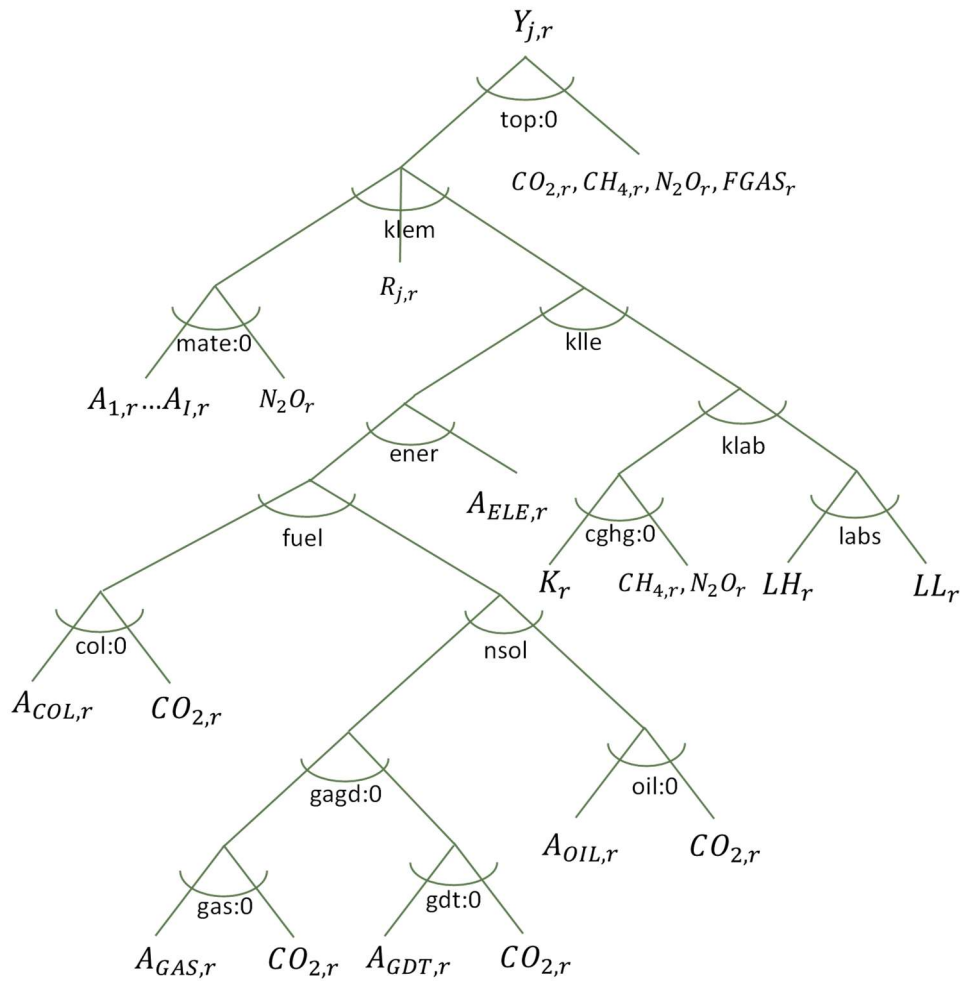 Y_{j,r}
top:0
CO_{2,r}, CH_{4,r}, N_2O_r, FGAS_r
klem
R_{j,r}
mate:0
klle
A_{1,r}…A_{I,r}
N_2O_r
ener
klab
A_{ELE,r}
fuel
cghg:0
labs
K_r
CH_{4,r}, N_2O_r
LH_r
LL_r
col:0
nsol
A_{COL,r}
CO_{2,r}
gagd:0
oil:0
A_{OIL,r}
CO_{2,r}
gas:0
gdt:0
A_{GAS,r}
CO_{2,r}
A_{GDT,r}
CO_{2,r}